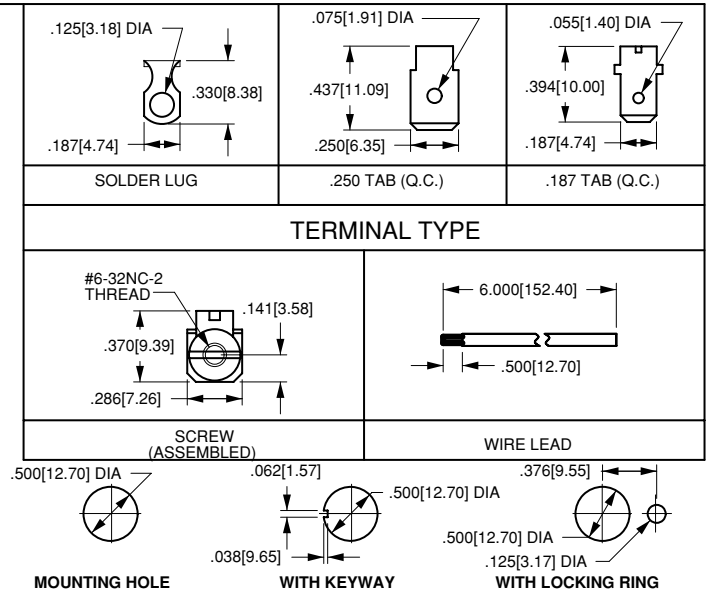 .125[3.18] DIA
.330[8.38]
.187[4.74]
SOLDER LUG
.075[1.91] DIA
.437[11.09]
.250[6.35]
.250 TAB (Q.C.)
.055[1.40] DIA
.394[10.00]
.187[4.74]
.187 TAB (Q.C.)
TERMINAL TYPE
#6-32NC-2
THREAD
.141[3.58]
.370[9.39]
.286[7.26]
SCREW
(ASSEMBLED)
6.000[152.40]
.500[12.70]
WIRE LEAD
.500[12.70] DIA
MOUNTING HOLE
.062[1.57]
.500[12.70] DIA
.038[9.65]
WITH KEYWAY
.376[9.55]
.500[12.70] DIA
.125[3.17] DIA
WITH LOCKING RING